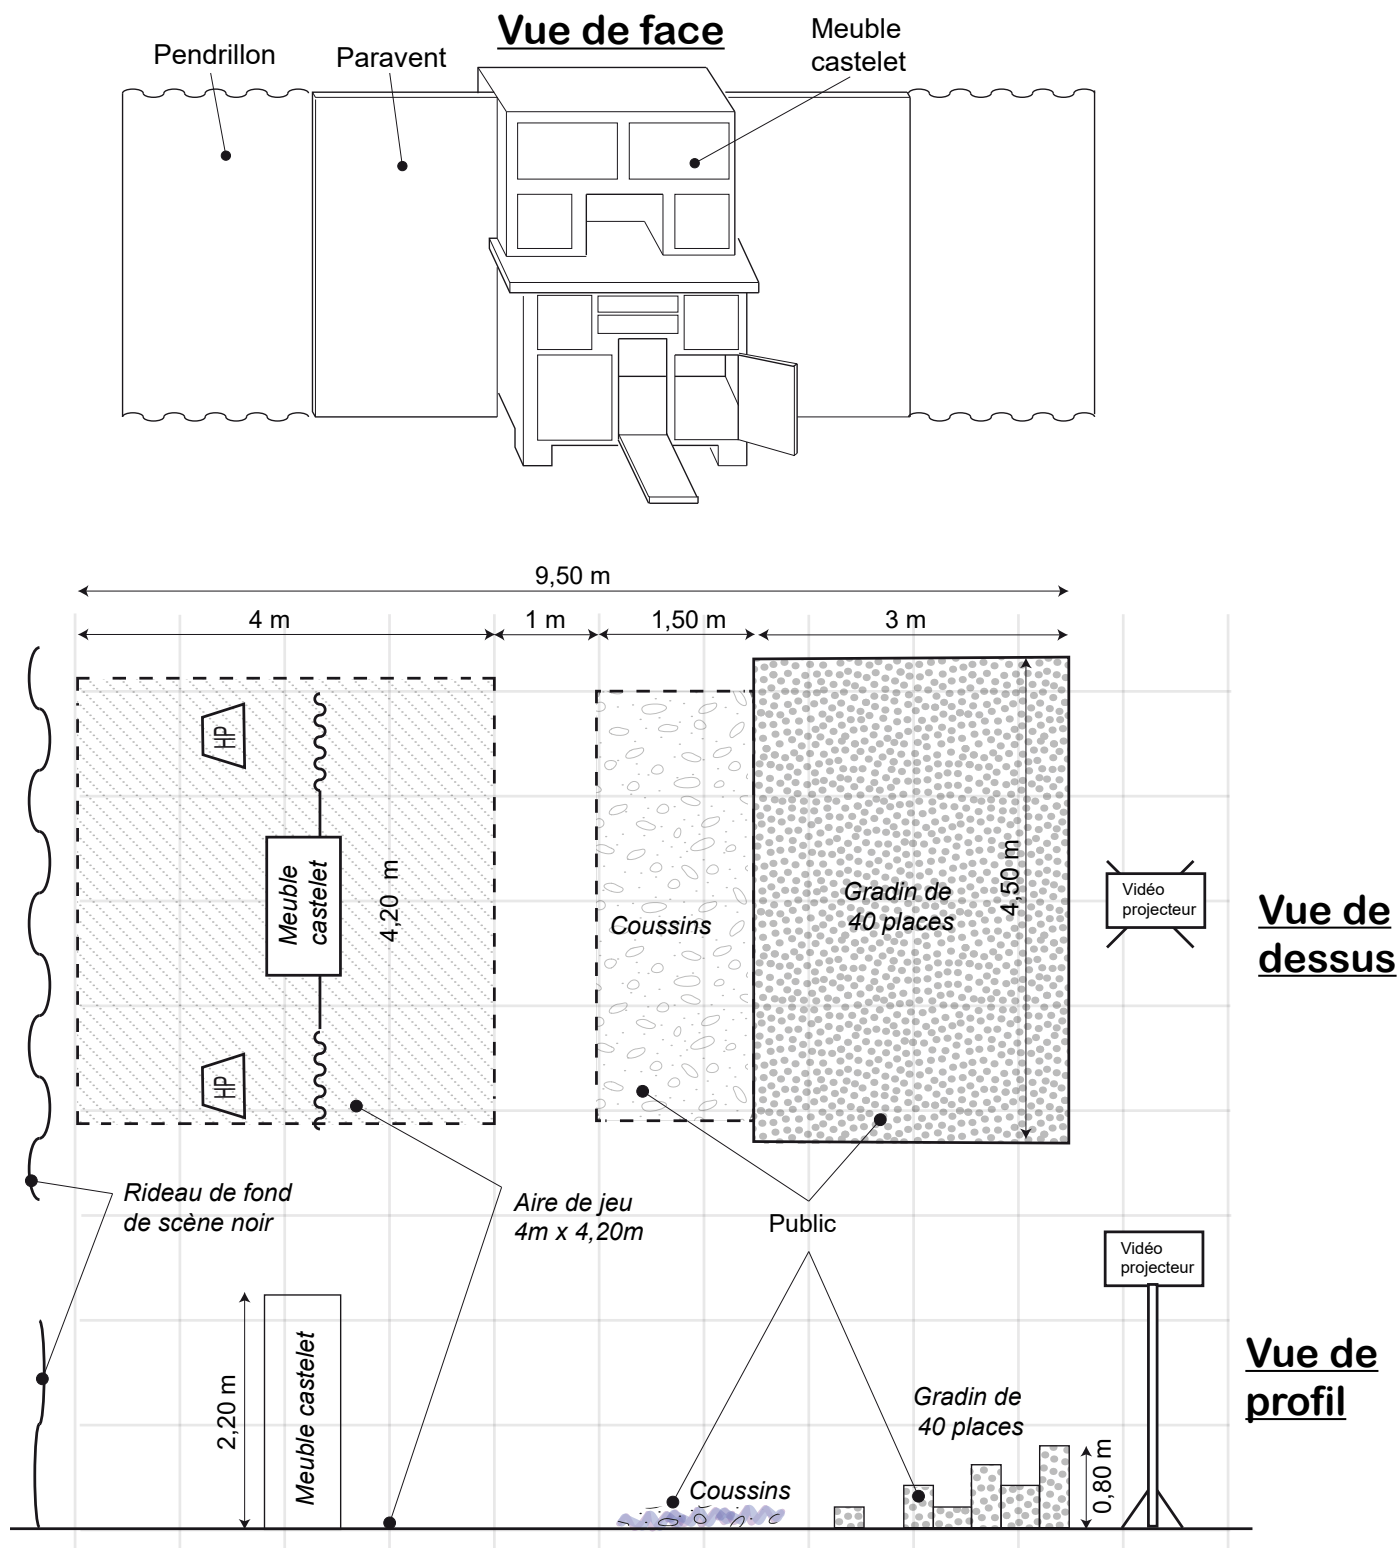 Vue de face
Pendrillon
Paravent
Meuble
castelet
9,50 m
4 m
1 m
1,50 m
3 m
HP
HP
Meuble
castelet
4,20 m
Coussins
Gradin de
40 places
4,50 m
Vidéo
projecteur
Vue de
dessus
Rideau de fond
de scène noir
Aire de jeu
4m x 4,20m
Public
Vidéo
projecteur
2,20 m
Meuble castelet
Coussins
Gradin de
40 places
0,80 m
Vue de
profil